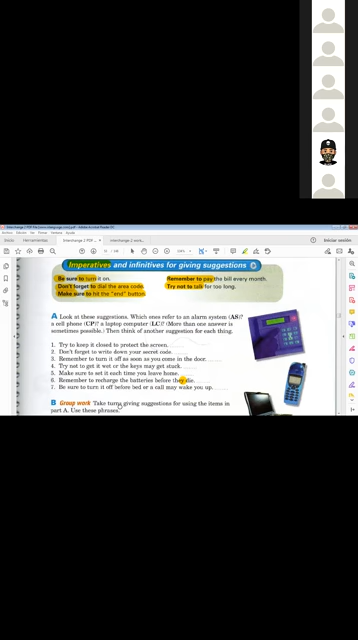 Inicio Herramientas Interchange 2 PDF ... Iniciar sesión
Imperatives and infinitives for giving suggestions
Be sure to turn it on.
Don't forget to dial the area code.
Make sure to hit the "end" button.
Remember to pay the bill every month.
Try not to talk for too long.
A Look at these suggestions. Which ones refer to an alarm system (AS)?
a cell phone (CP)? a laptop computer (LC)? (More than one answer is
sometimes possible.) Then think of another suggestion for each thing.
1. Try to keep it closed to protect the screen.
2. Don't forget to write down your secret code.
3. Remember to turn it off as soon as you come in the door.
4. Try not to get it wet or the keys may get stuck.
5. Make sure to set it each time you leave home.
6. Remember to recharge the batteries before they die.
7. Be sure to turn it off before bed or a call may wake you up.
B Group work Take turns giving suggestions for using the items in
part A. Use these phrases.